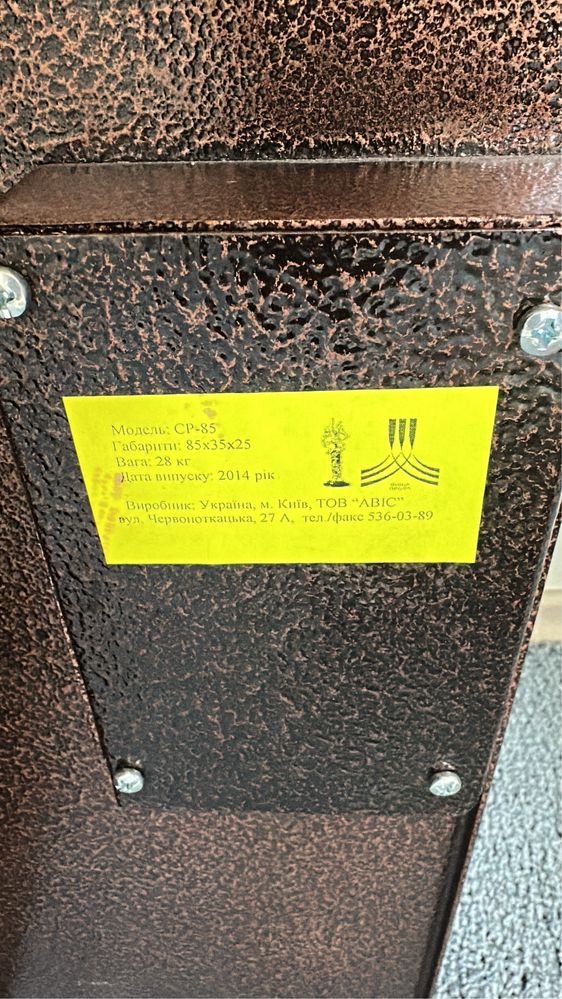 Модель: СР-85
Габарити: 85х35х25
Вага: 28 кг
Дата випуску: 2014 рік
Виробник: Україна, м. Київ, ТОВ "АВІС"
вул. Червоноткацька, 27 А, тел./факс 536-03-89